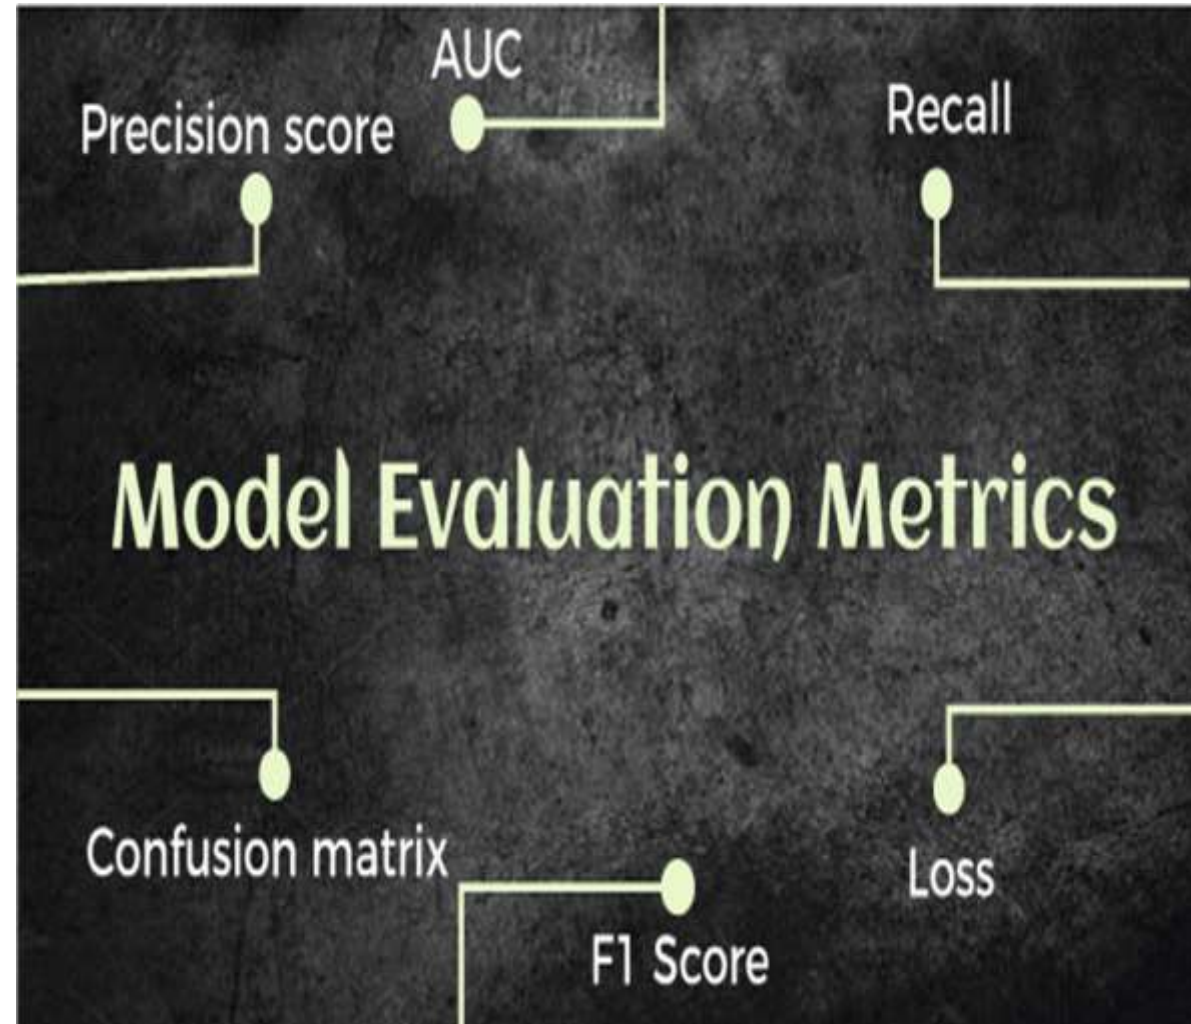 AUC
Precision score
Recall
Model Evaluation Metrics
Confusion matrix
Loss
F1 Score